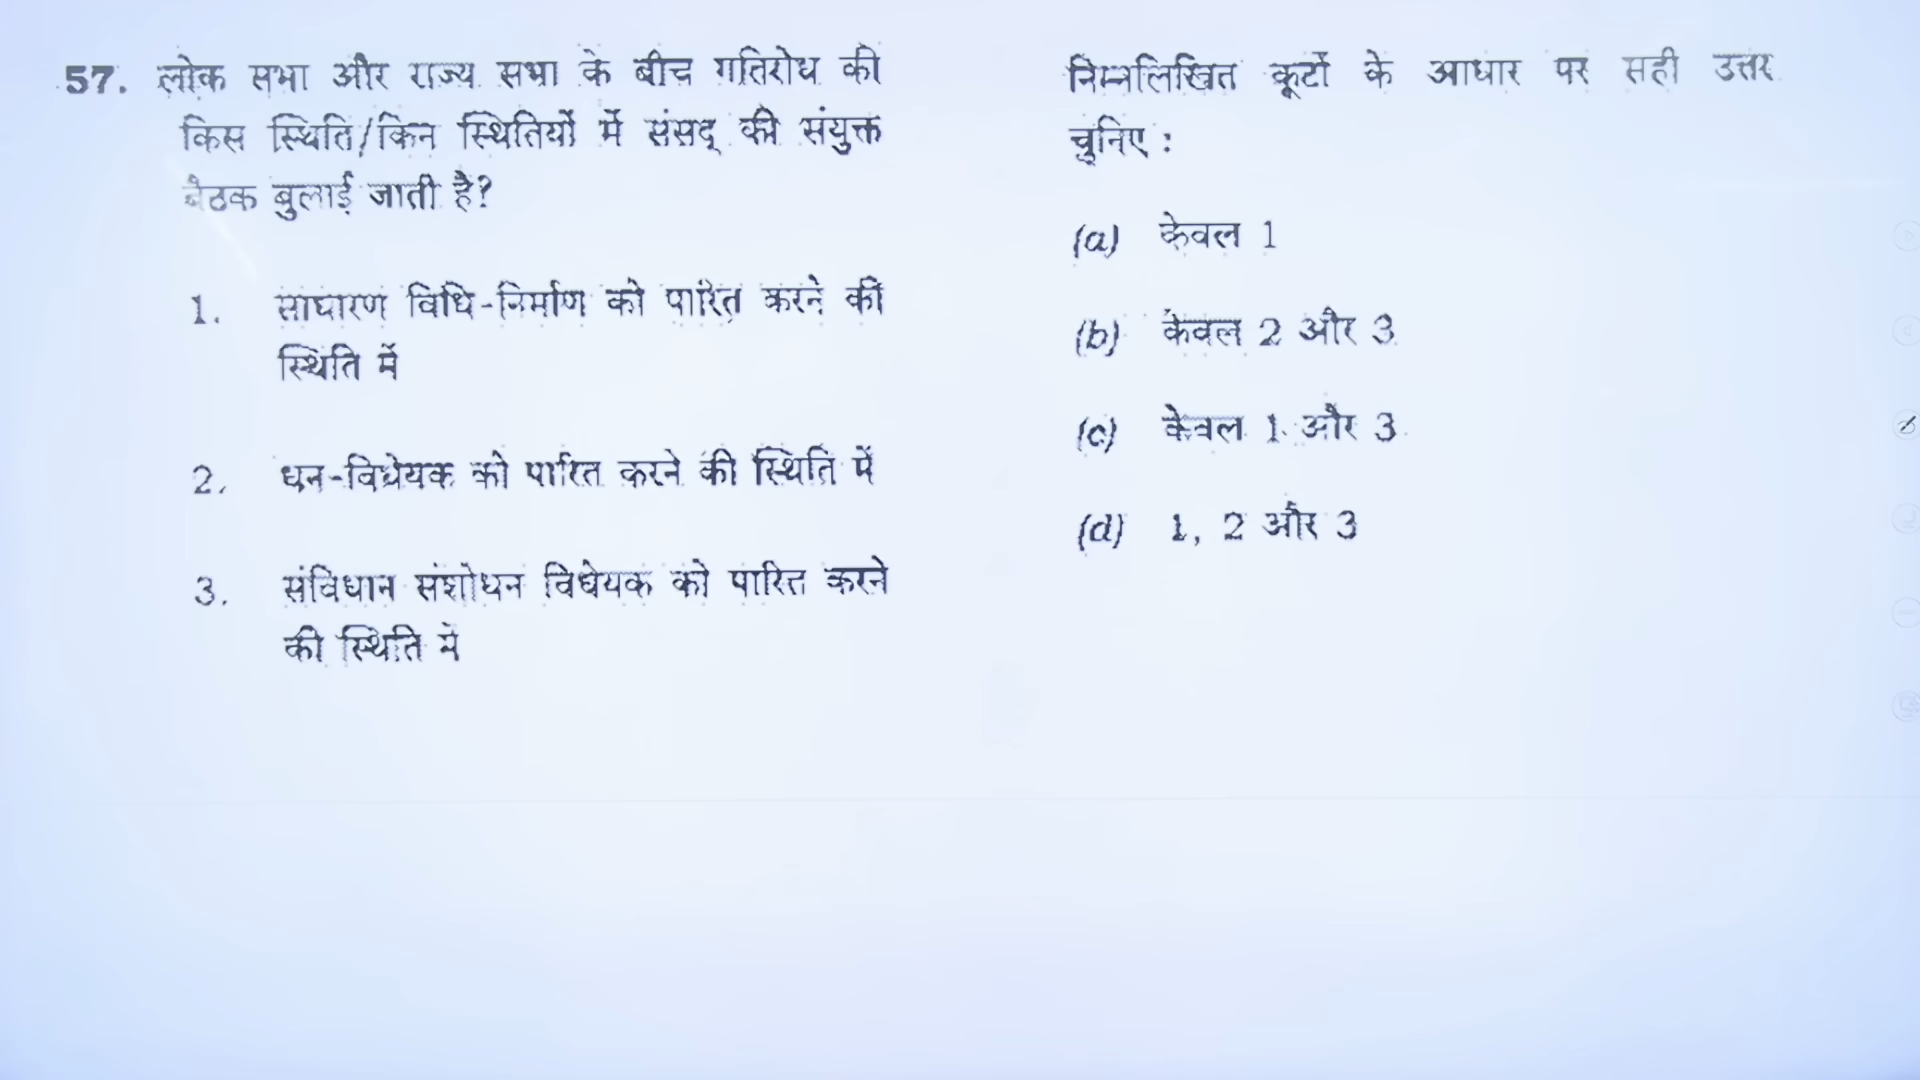 57. लोक सभा और राज्य सभा के बीच गतिरोध की
किस स्थिति/किन स्थितियों में संसद् की संयुक्त
बैठक बुलाई जाती है?
1. साधारण विधि-निर्माण को पारित करने की
स्थिति में
2. धन-विधेयक को पारित करने की स्थिति में
3. संविधान संशोधन विधेयक को पारित करने
की स्थिति में
निम्नलिखित कूटों के आधार पर सही उत्तर
चुनिए :
(a) केवल 1
(b) केवल 2 और 3
(c) केवल 1 और 3
(d) 1, 2 और 3